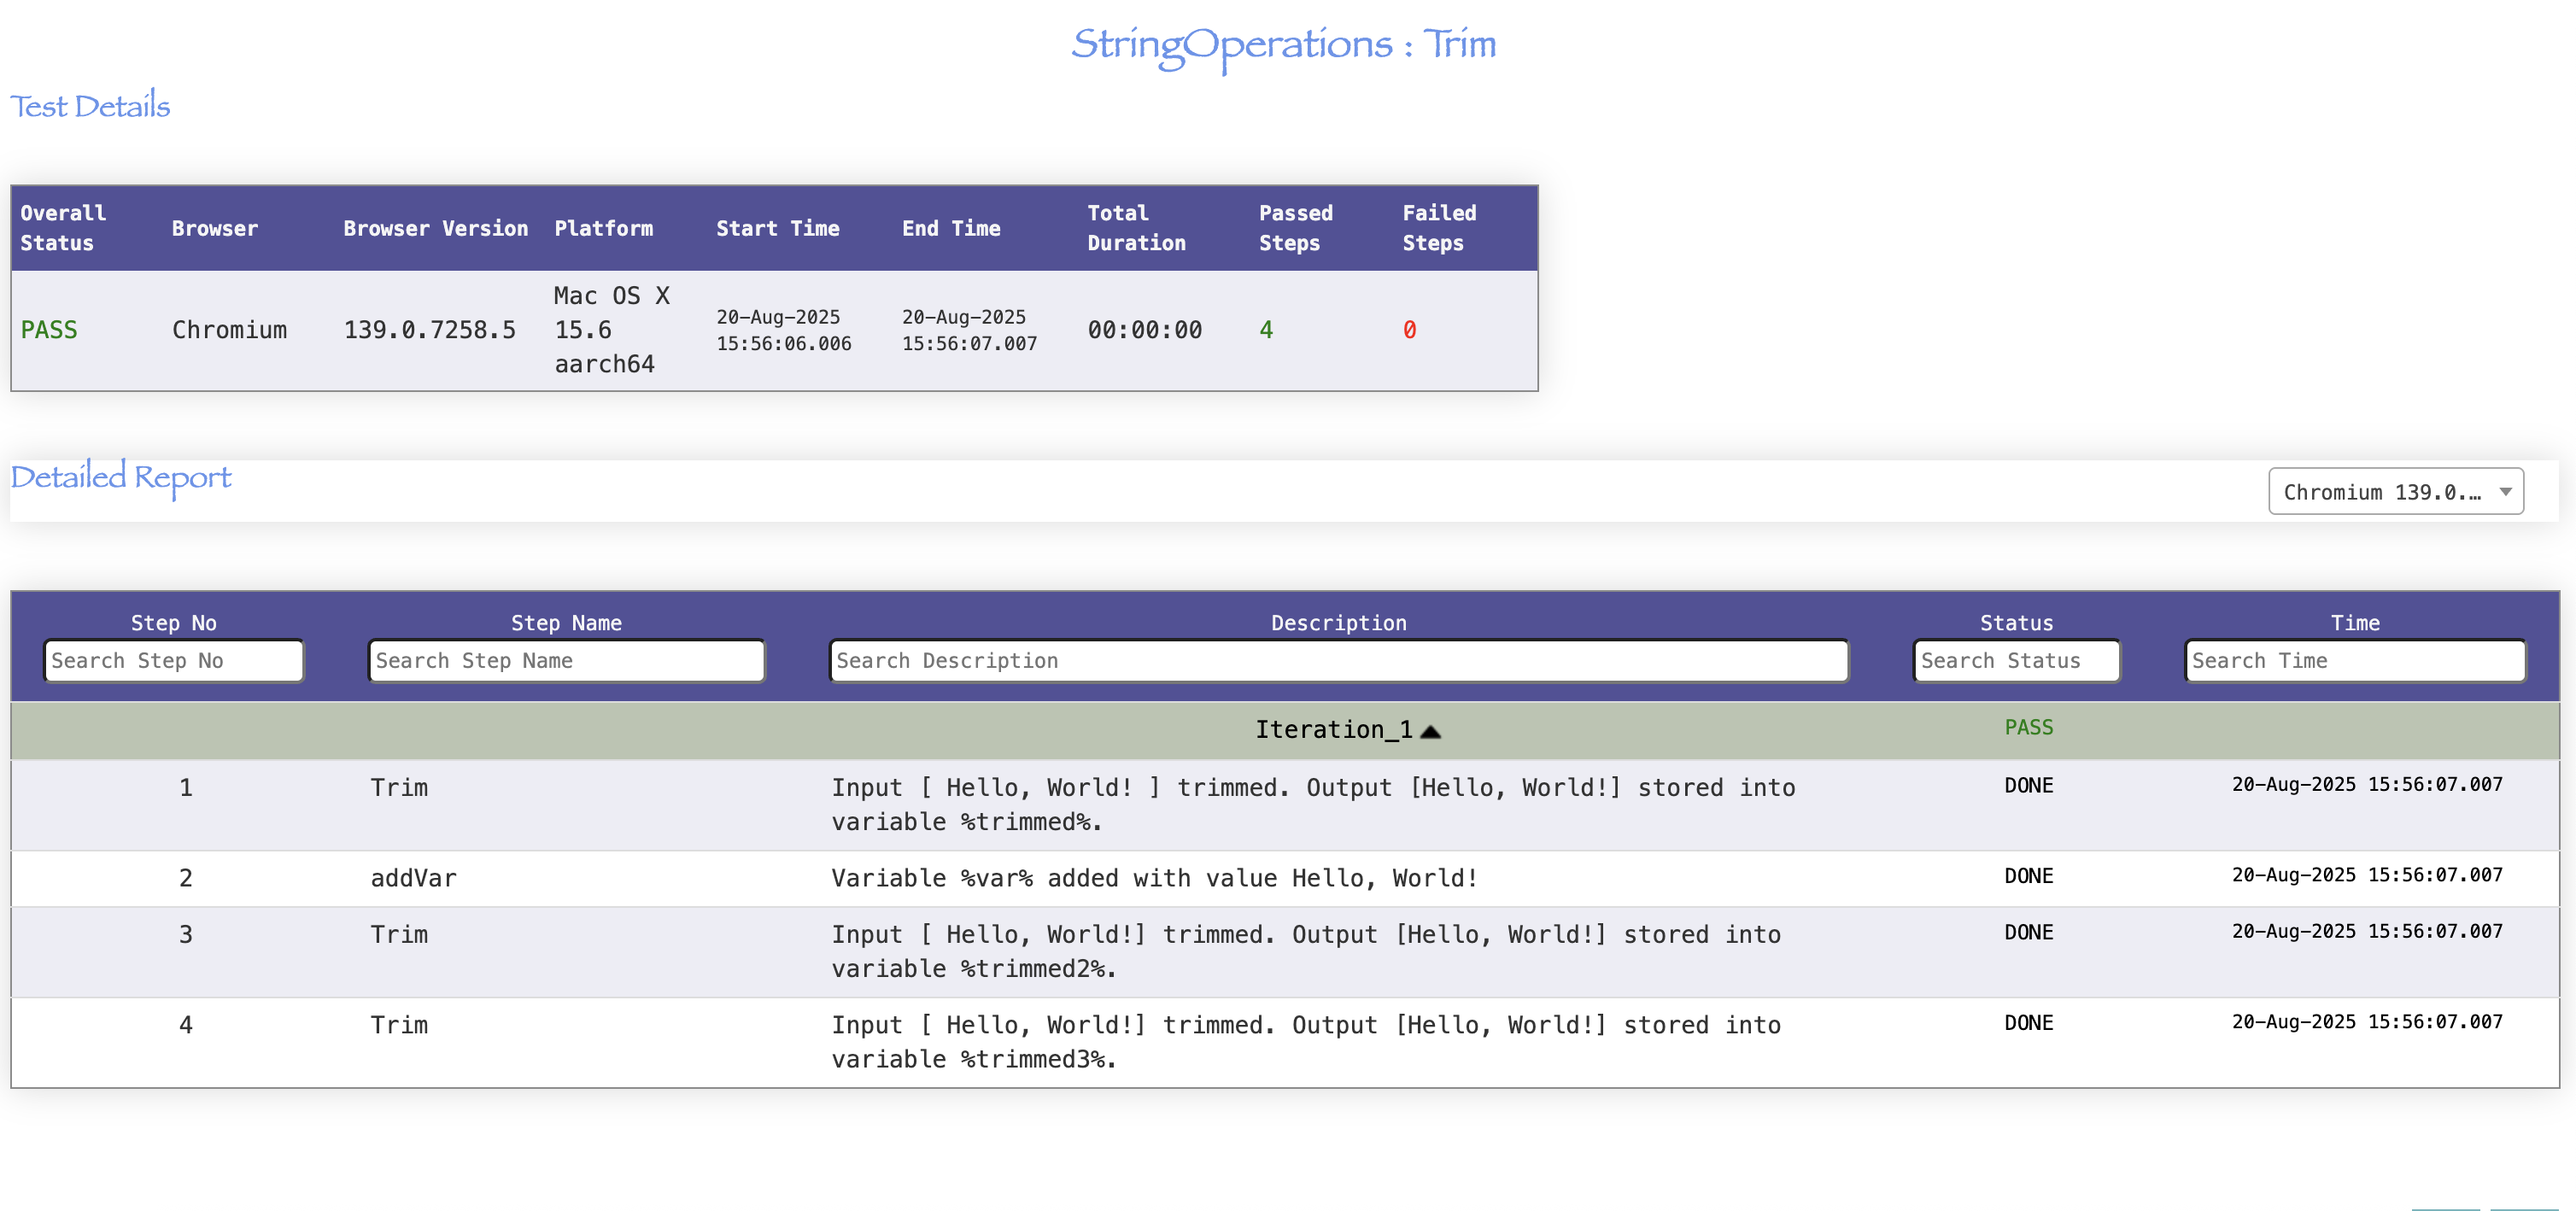 StringOperations : Trim
Test Details
Overall Status Browser Browser Version Platform Start Time End Time Total Duration Passed Steps Failed Steps
PASS Chromium 139.0.7258.5 Mac OS X 15.6 aarch64 20-Aug-2025 15:56:06.006 20-Aug-2025 15:56:07.007 00:00:00 4 0
Detailed Report
Chromium 139.0....
Step No Step Name Description Status Time
Search Step No Search Step Name Search Description Search Status Search Time
Iteration_1 PASS
1 Trim Input [ Hello, World! ] trimmed. Output [Hello, World!] stored into DONE 20-Aug-2025 15:56:07.007
variable %trimmed%.
2 addVar Variable %var% added with value Hello, World! DONE 20-Aug-2025 15:56:07.007
3 Trim Input [ Hello, World!] trimmed. Output [Hello, World!] stored into DONE 20-Aug-2025 15:56:07.007
variable %trimmed2%.
4 Trim Input [ Hello, World!] trimmed. Output [Hello, World!] stored into DONE 20-Aug-2025 15:56:07.007
variable %trimmed3%.